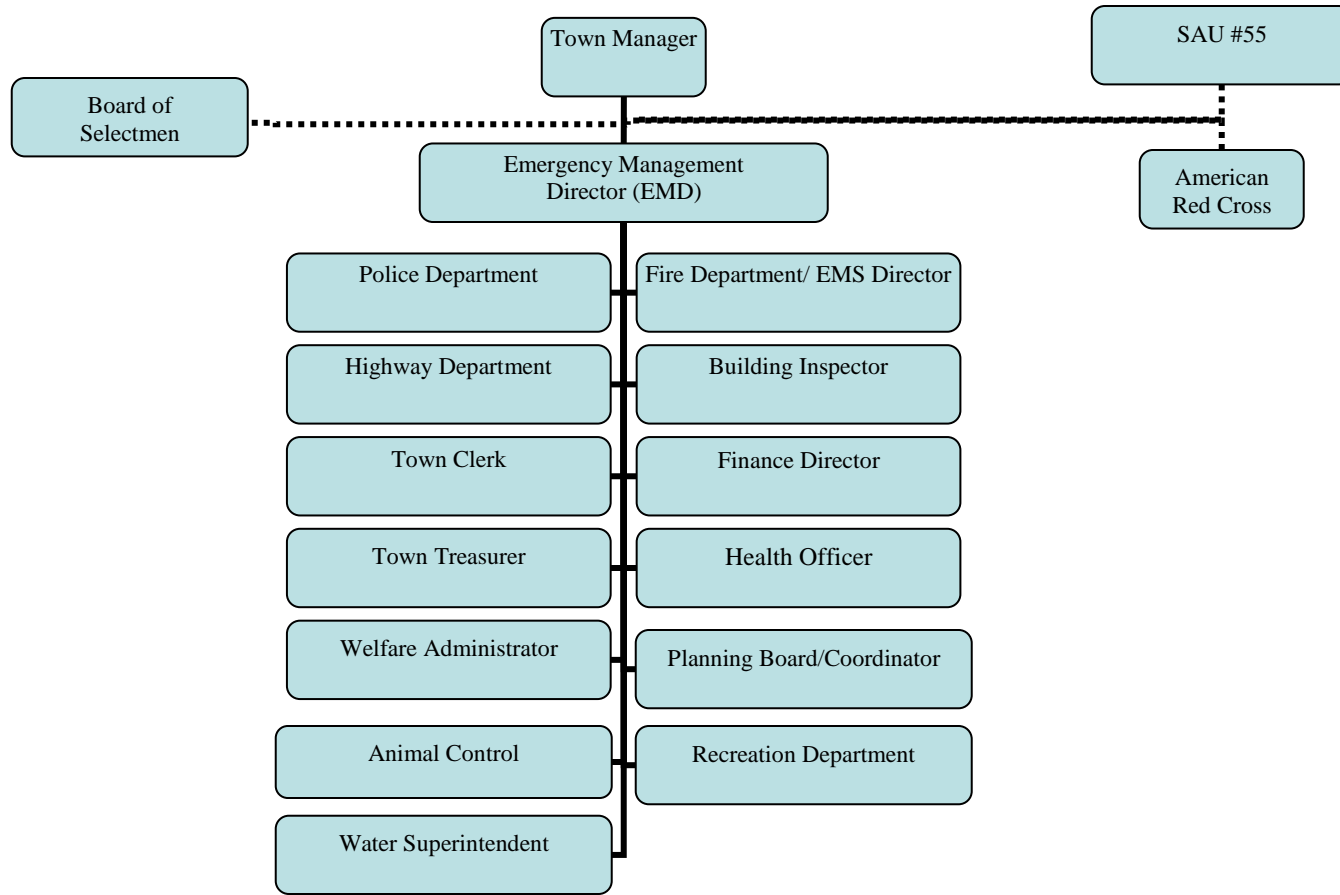 Town Manager
SAU #55
Board of
Selectmen
Emergency Management
Director (EMD)
American
Red Cross
Police Department
Fire Department/ EMS Director
Highway Department
Building Inspector
Town Clerk
Finance Director
Town Treasurer
Health Officer
Welfare Administrator
Planning Board/Coordinator
Animal Control
Recreation Department
Water Superintendent